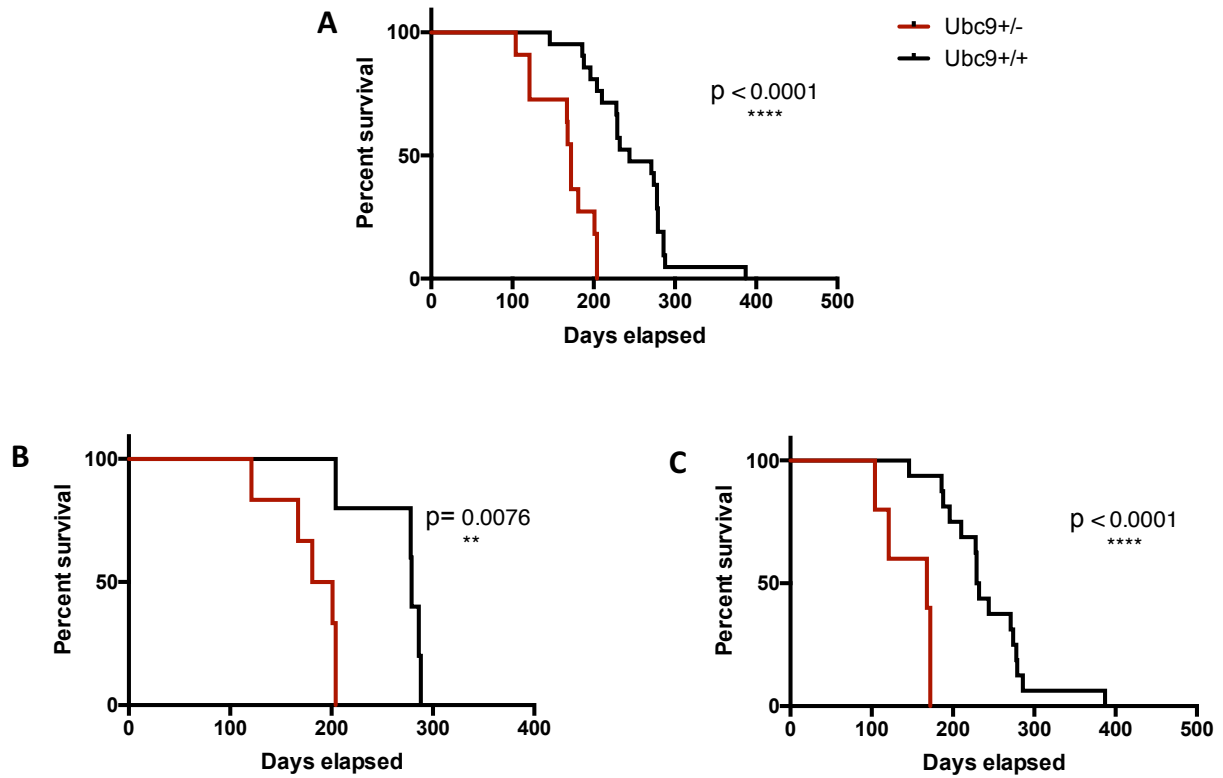 A
Ubc9+/-
Ubc9+/+
p < 0.0001
****
Percent survival
100
50
0
0 100 200 300 400 500
Days elapsed
B
p= 0.0076
**
Percent survival
100
50
0
0 100 200 300 400
Days elapsed
C
p < 0.0001
****
Percent survival
100
50
0
0 100 200 300 400 500
Days elapsed